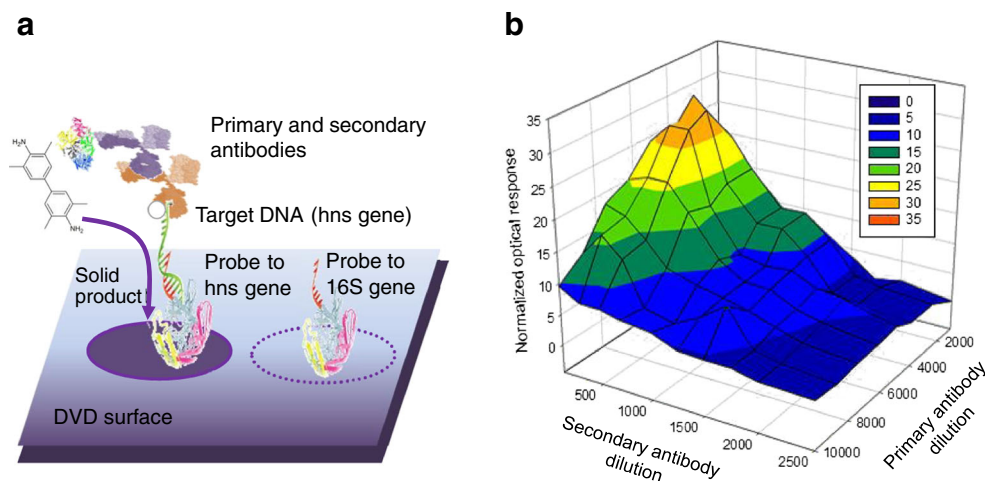 a
H₂N
NH₂
Primary and secondary
antibodies
Target DNA (hns gene)
Solid
product
Probe to
hns gene
Probe to
16S gene
DVD surface
b
Normalized optical response
35
30
25
20
15
10
5
0
0
5
10
15
20
25
30
35
500
1000
1500
2000
2500
Secondary antibody
dilution
2000
4000
6000
8000
10000
Primary antibody
dilution